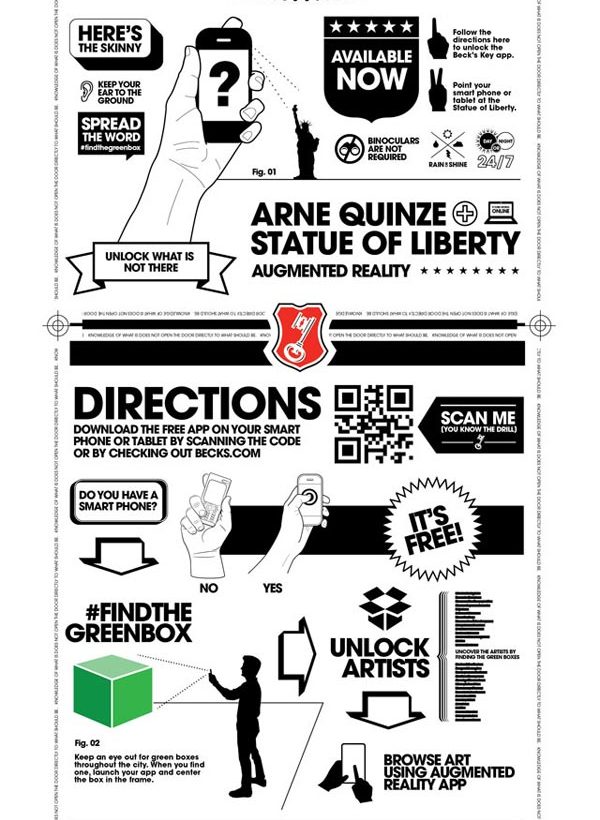 HERE'S
THE SKINNY
KEEP YOUR
EAR TO THE
GROUND
SPREAD
THE WORD
#findthegreenbox
?
Fig. 01
AVAILABLE
NOW
Follow the
directions here
to unlock the
Beck's Key app.
Point your
smart phone or
tablet at the
Statue of Liberty.
BINOCULARS
ARE NOT
REQUIRED
RAIN OR SHINE
DAY OR NIGHT
24/7
ARNE QUINZE
ONLINE
STATUE OF LIBERTY
AUGMENTED REALITY
UNLOCK WHAT IS
NOT THERE
KNOWLEDGE OF WHAT IS DOES NOT OPEN THE DOOR DIRECTLY TO WHAT SHOULD BE.
DIRECTIONS
DOWNLOAD THE FREE APP ON YOUR SMART
PHONE OR TABLET BY SCANNING THE CODE
OR BY CHECKING OUT BECKS.COM
SCAN ME
(YOU KNOW THE DRILL)
DO YOU HAVE A
SMART PHONE?
NO
YES
IT'S
FREE!
#FINDTHE
GREENBOX
UNLOCK
ARTISTS
UNCOVER THE ARTISTS BY
FINDING THE GREEN BOXES
Fig. 02
Keep an eye out for green boxes
throughout the city. When you find
one, launch your app and center
the box in the frame.
BROWSE ART
USING AUGMENTED
REALITY APP